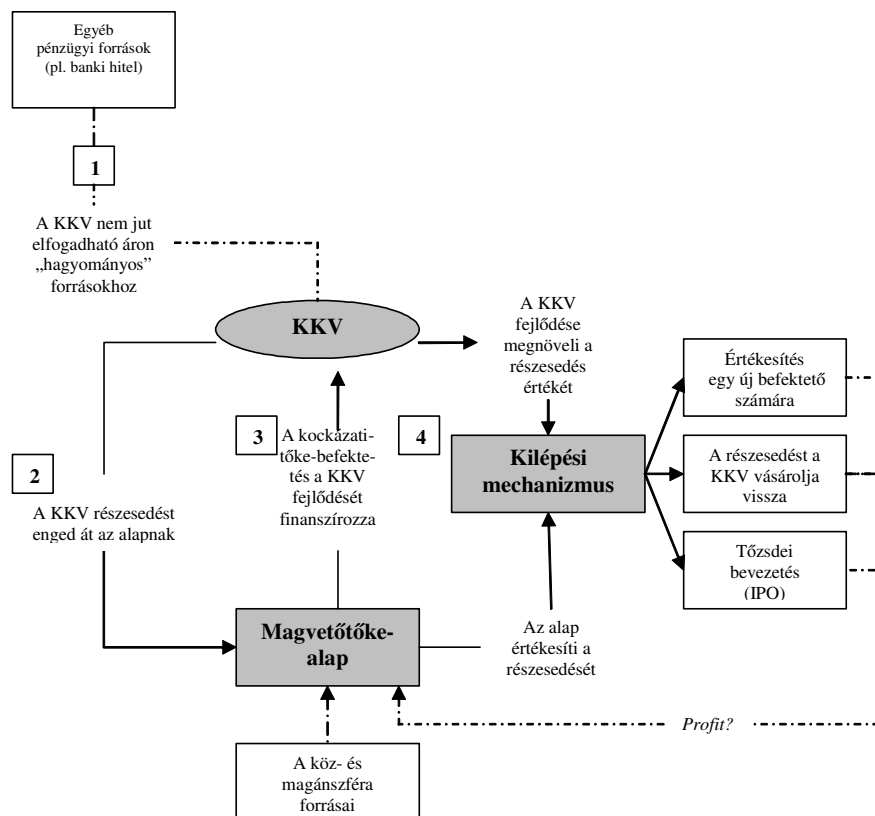 Egyéb
pénzügyi források
(pl. banki hitel)
1
A KKV nem jut
elfogadható áron
„hagyományos”
forrásokhoz
KKV
A KKV
fejlődése
megnöveli a
részesedés
értékét
Értékesítés
egy új befektető
számára
3
A kockázati-
tőke-befekte-
tés a KKV
fejlődését
finanszírozza
4
Kilépési
mechanizmus
A részesedést a
KKV vásárolja
vissza
2
A KKV részesedést
enged át az alapnak
Tőzsdei
bevezetés
(IPO)
Magvetőtőke-
alap
Az alap
értékesíti a
részesedését
Profit?
A köz- és
magánszféra
forrásai